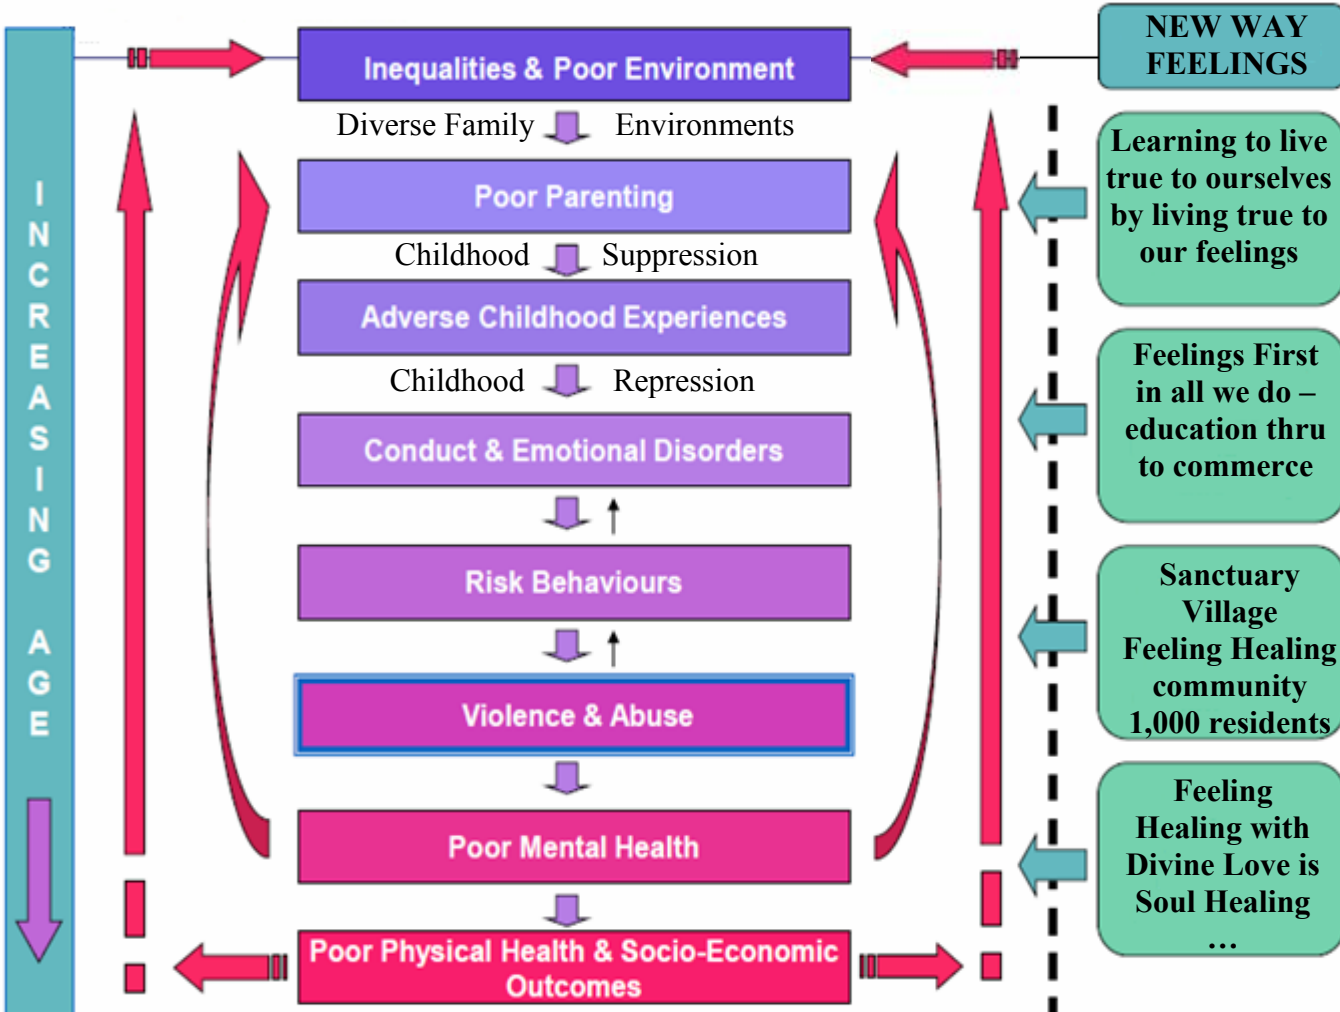 INCREASING AGE
Inequalities & Poor Environment
Diverse Family Environments
Poor Parenting
Childhood Suppression
Adverse Childhood Experiences
Childhood Repression
Conduct & Emotional Disorders
Risk Behaviours
Violence & Abuse
Poor Mental Health
Poor Physical Health & Socio-Economic
Outcomes
NEW WAY
FEELINGS
Learning to live
true to ourselves
by living true to
our feelings
Feelings First
in all we do –
education thru
to commerce
Sanctuary
Village
Feeling Healing
community
1,000 residents
Feeling
Healing with
Divine Love is
Soul Healing
…